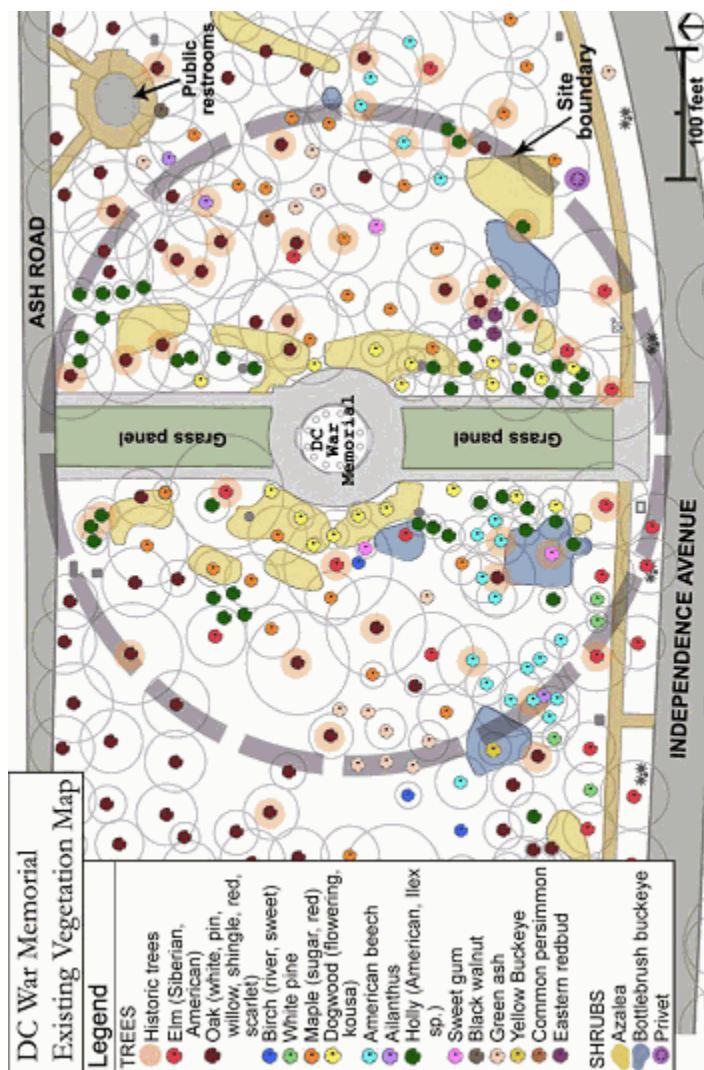 DC War Memorial
Existing Vegetation Map
Legend
TREES
Historic trees
Elm (Siberian,
American)
Oak (white, pin,
willow, shingle, red,
scarlet)
Birch (river, sweet)
White pine
Maple (sugar, red)
Dogwood (flowering,
kousa)
American beech
Ailanthus
Holly (American, Ilex
sp.)
Sweet gum
Black walnut
Green ash
Yellow Buckeye
Common persimmon
Eastern redbud
SHRUBS
Azalea
Bottlebrush buckeye
Privet
ASH ROAD
Public
restrooms
Grass panel
DC
War
Memorial
Grass panel
Site
boundary
INDEPENDENCE AVENUE
100 feet